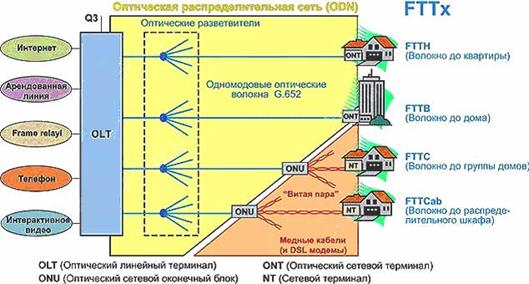 Оптическая распределительная сеть (ODN)
FTTx
Q3
Оптические разветвители
Интернет
Арендованная
линия
Frame relayl
Телефон
Интерактивное
видео
OLT
Одномодовые оптические
волокна G.652
ONT
FTTH
(Волокно до квартиры)
ONT
FTTB
(Волокно до дома)
ONU
NT
FTTC
(Волокно до группы домов)
"Витая пара"
ONU
NT
FTTCab
(Волокно до распреде-
лительного шкафа)
Медные кабели
(и DSL модемы)
OLT (Оптический линейный терминал)
ONT (Оптический сетевой терминал)
ONU (Оптический сетевой оконечный блок)
NT (Сетевой терминал)